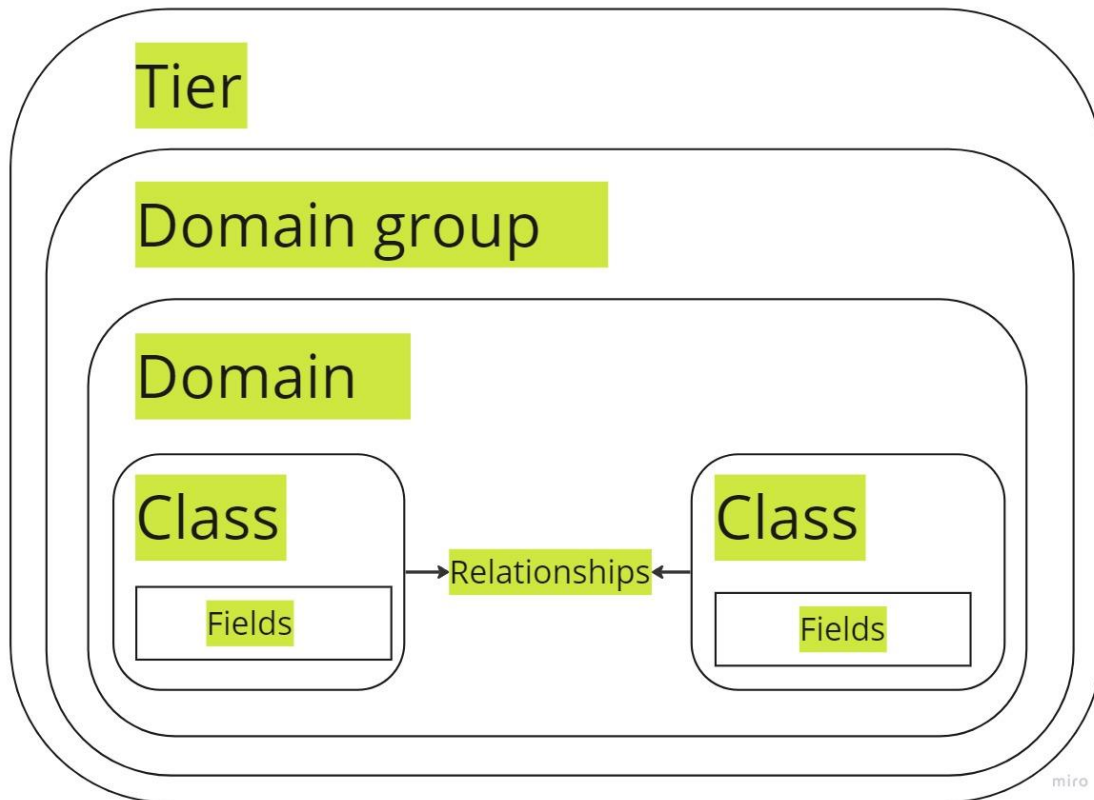 Tier
Domain group
Domain
Class
Class
Relationships
Fields
Fields
miro